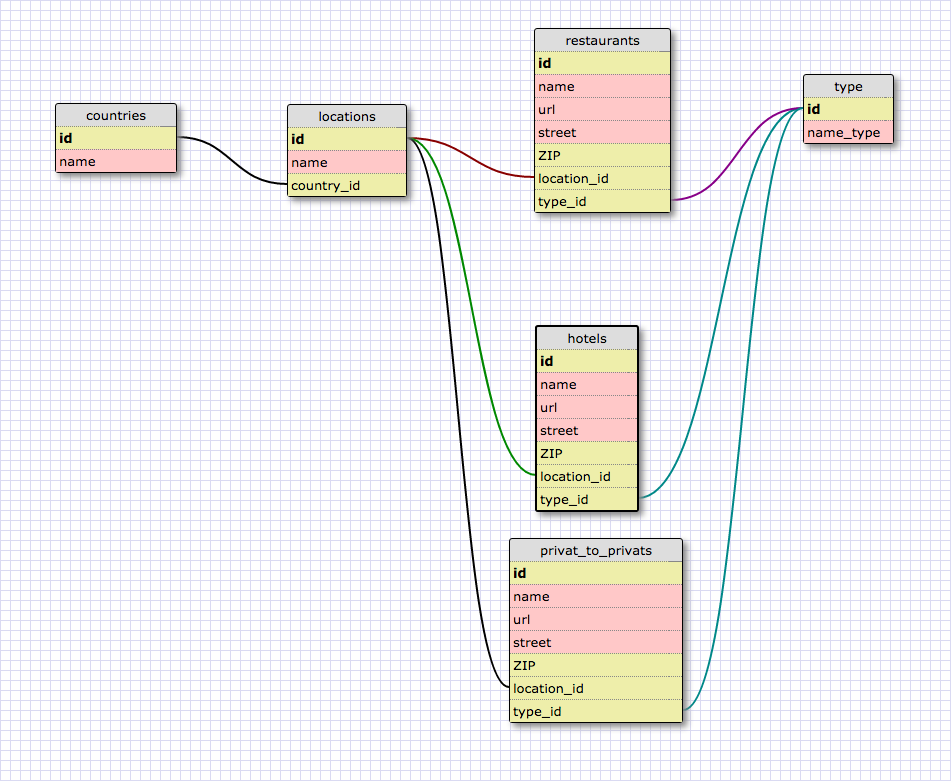 countries
id
name
locations
id
name
country_id
restaurants
id
name
url
street
ZIP
location_id
type_id
type
id
name_type
hotels
id
name
url
street
ZIP
location_id
type_id
privat_to_privats
id
name
url
street
ZIP
location_id
type_id